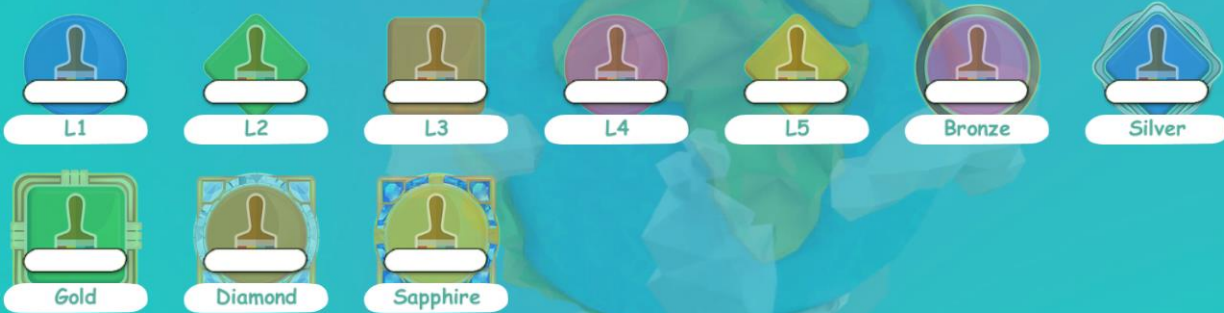 L1
L2
L3
L4
L5
Bronze
Silver
Gold
Diamond
Sapphire